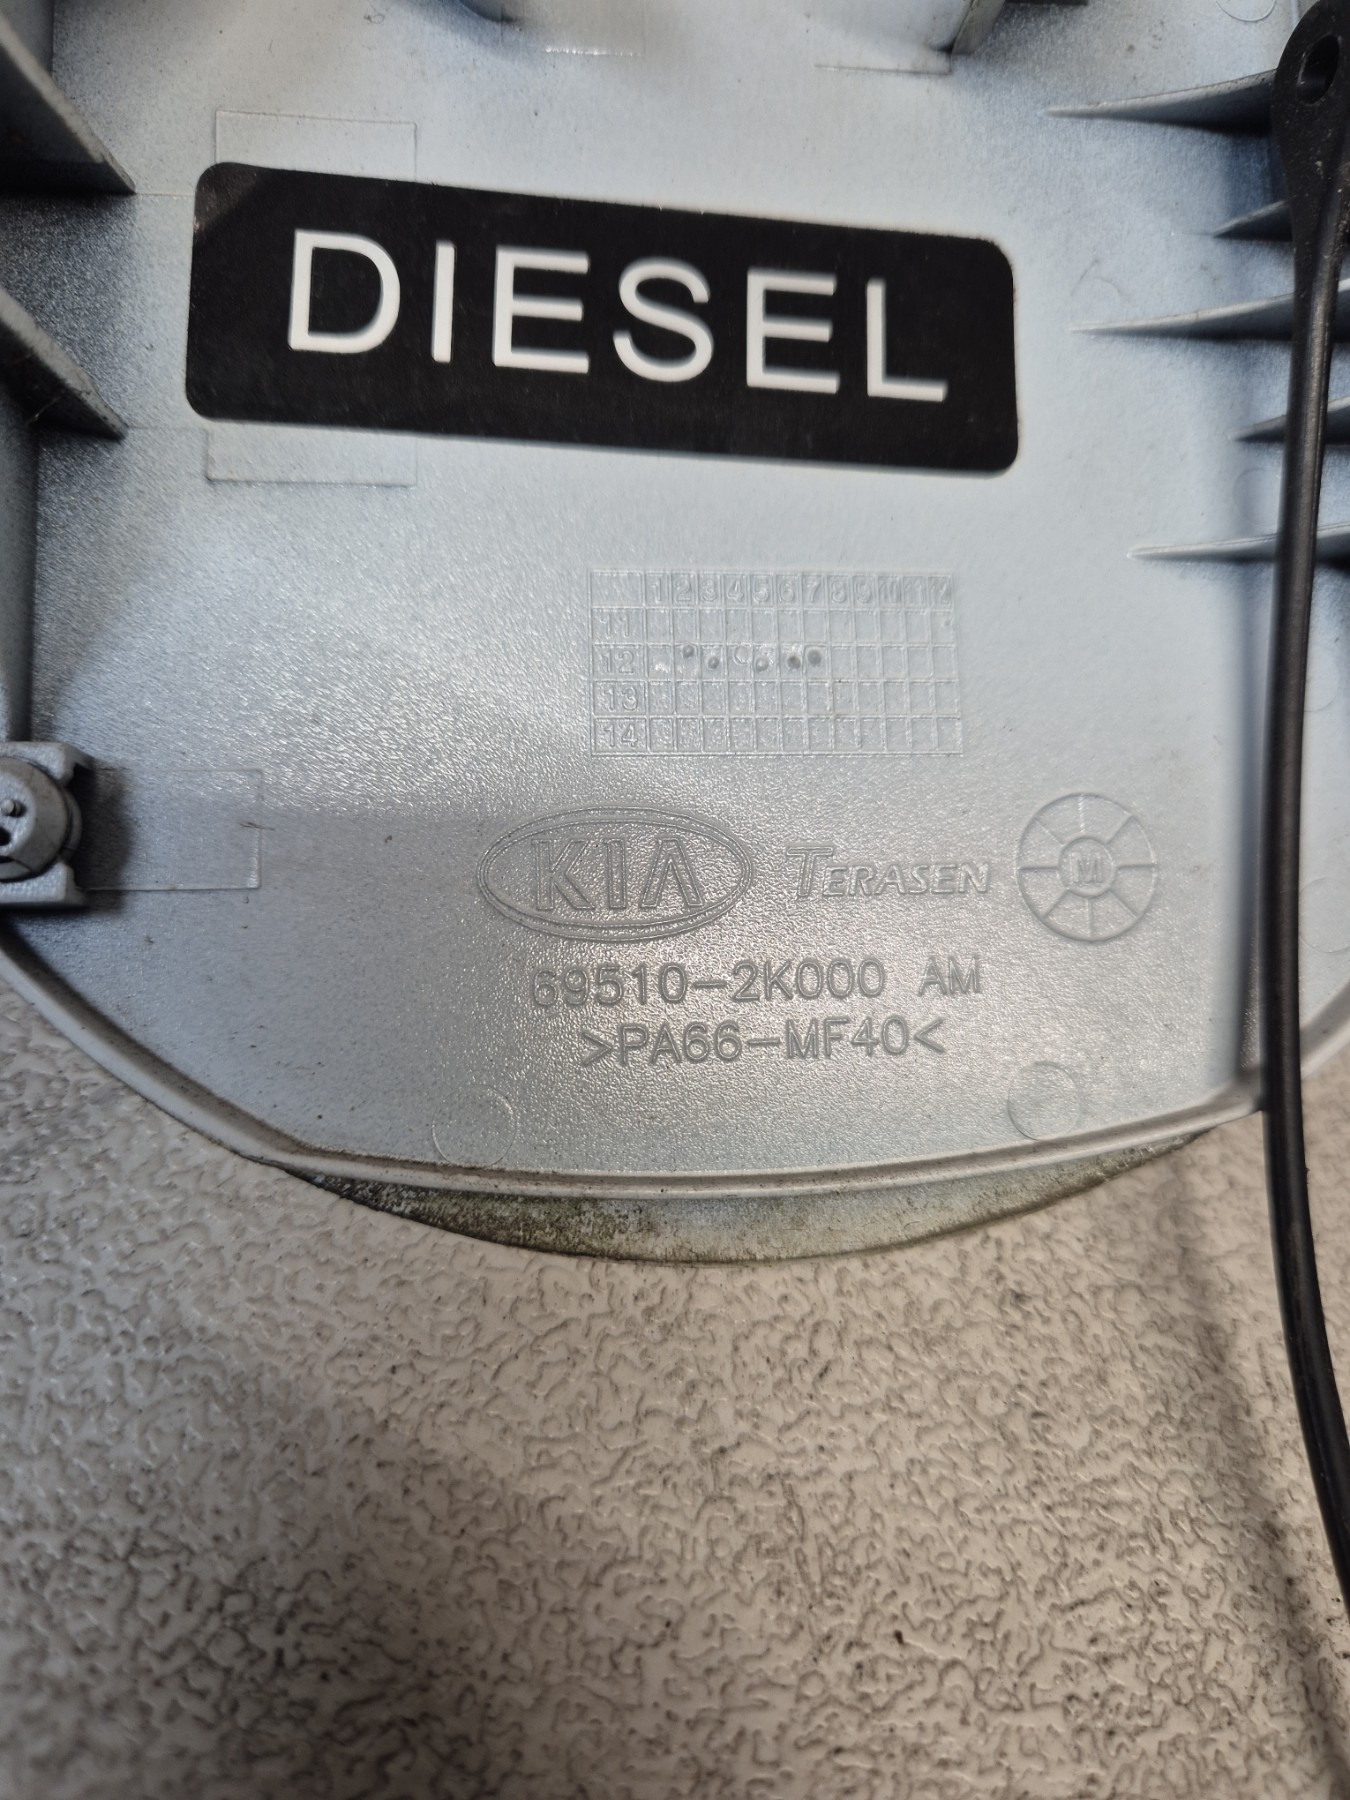 DIESEL
1 2 3 4 5 6 7 8 9 10 11 12
11
12
13
14
KIA TERASEN M
69510-2K000 AM
>PA66-MF40<